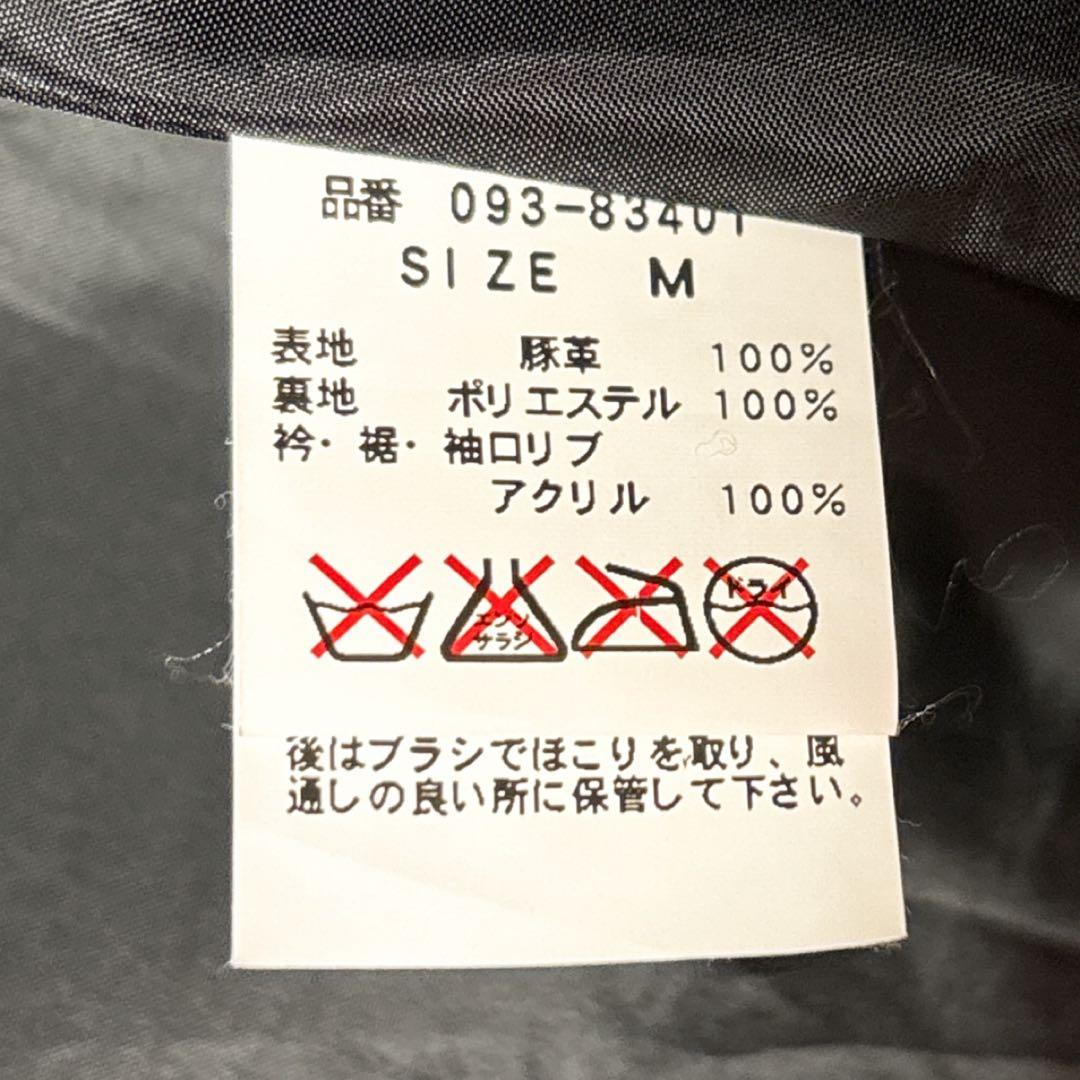 品番 093-83401
SIZE M
表地 豚革 100%
裏地 ポリエステル 100%
衿・裾・袖口リブ
アクリル 100%
エンソ
サラシ
ドライ
後はブラシでほこりを取り、風
通しの良い所に保管して下さい。